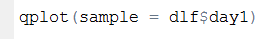 qplot(sample = dlf$day1)